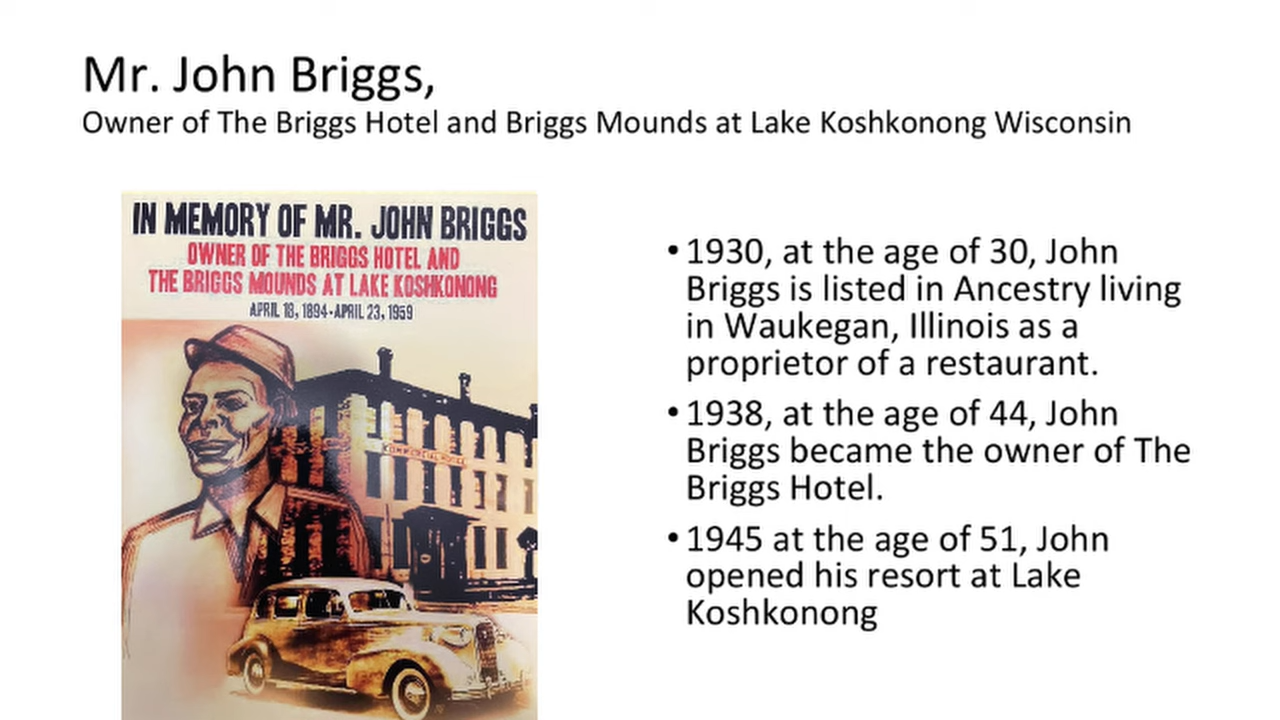 Mr. John Briggs,
Owner of The Briggs Hotel and Briggs Mounds at Lake Koshkonong Wisconsin
IN MEMORY OF MR. JOHN BRIGGS
OWNER OF THE BRIGGS HOTEL AND
THE BRIGGS MOUNDS AT LAKE KOSHKONONG
APRIL 18, 1894-APRIL 23, 1959
COMMERCIAL HOTEL
• 1930, at the age of 30, John
Briggs is listed in Ancestry living
in Waukegan, Illinois as a
proprietor of a restaurant.
• 1938, at the age of 44, John
Briggs became the owner of The
Briggs Hotel.
• 1945 at the age of 51, John
opened his resort at Lake
Koshkonong